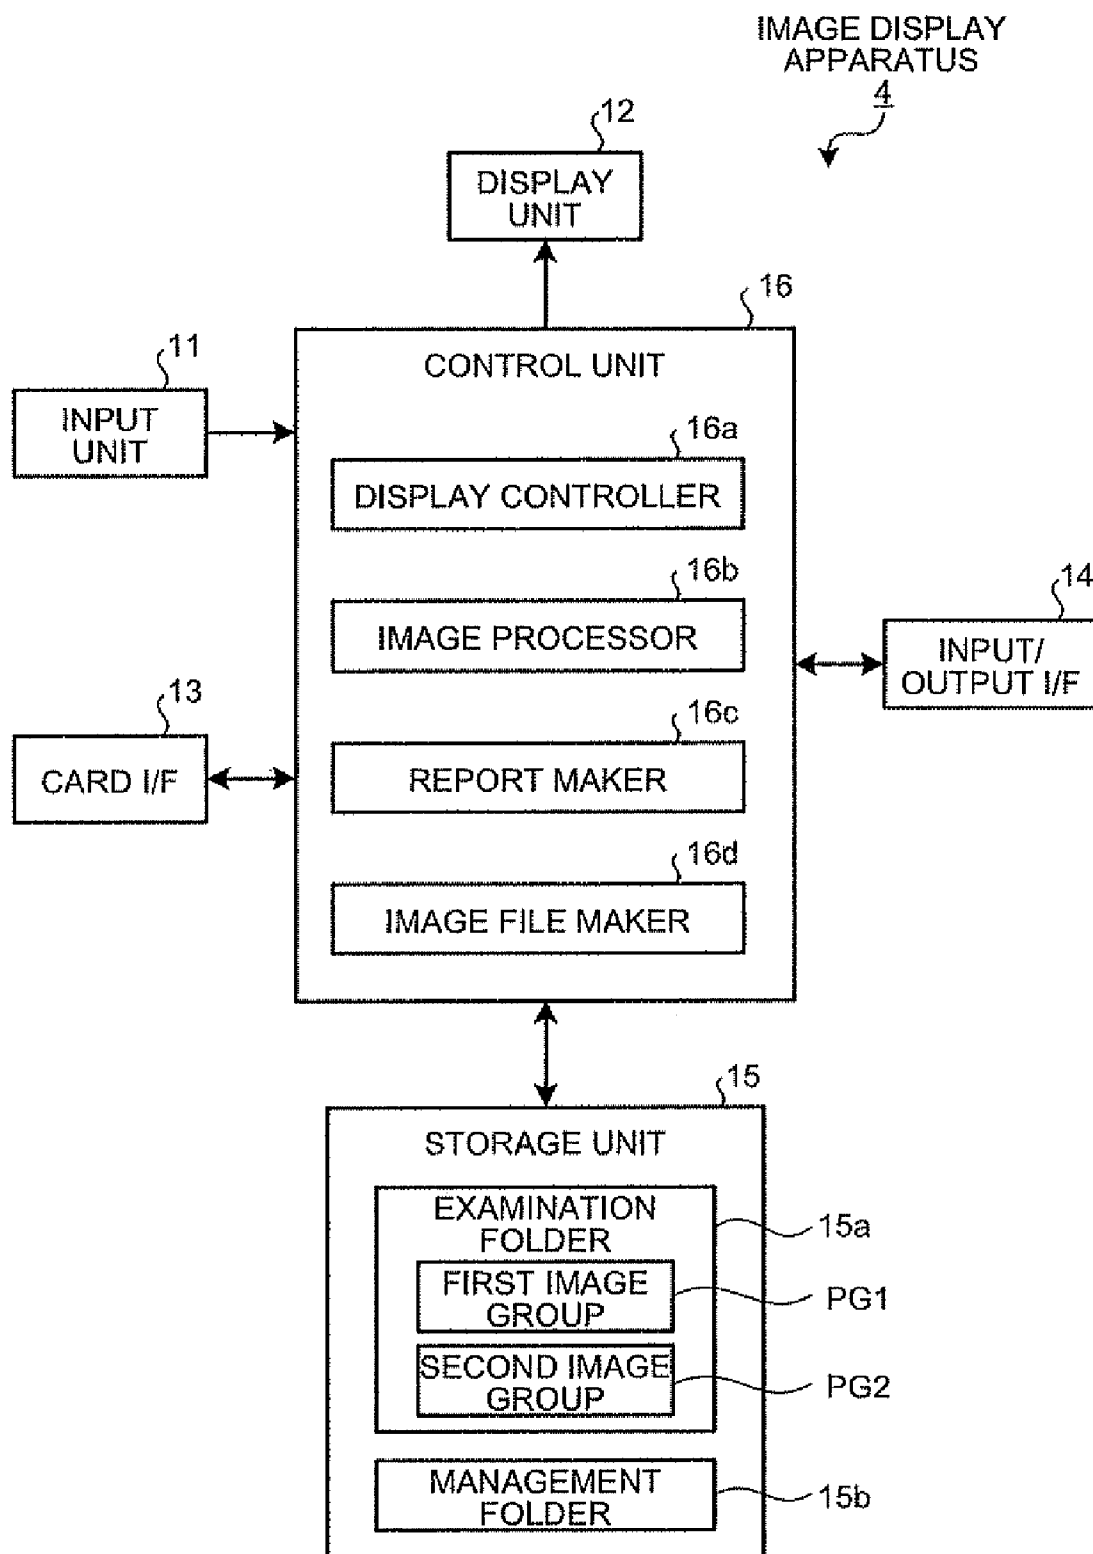 IMAGE DISPLAY
APPARATUS
4
12
DISPLAY
UNIT
16
CONTROL UNIT
11
INPUT
UNIT
16a
DISPLAY CONTROLLER
16b
IMAGE PROCESSOR
14
INPUT/
OUTPUT I/F
13
CARD I/F
16c
REPORT MAKER
16d
IMAGE FILE MAKER
15
STORAGE UNIT
EXAMINATION
FOLDER
15a
FIRST IMAGE
GROUP
PG1
SECOND IMAGE
GROUP
PG2
MANAGEMENT
FOLDER
15b